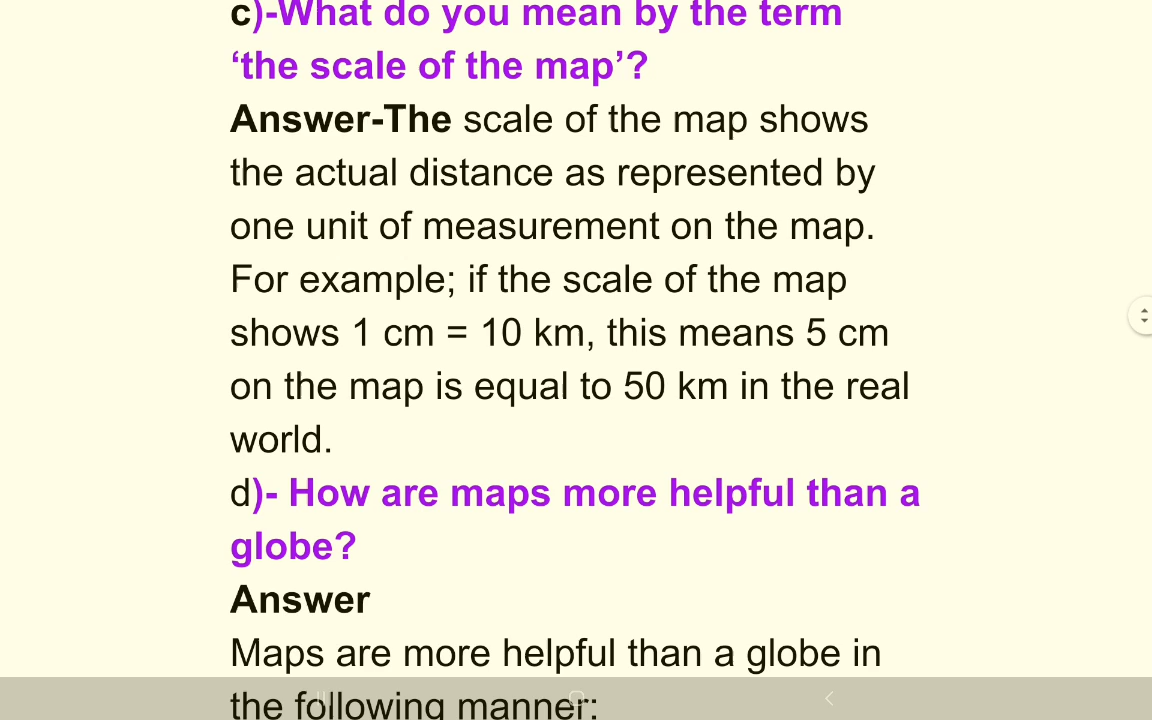 c)-What do you mean by the term
‘the scale of the map’?
Answer-The scale of the map shows
the actual distance as represented by
one unit of measurement on the map.
For example; if the scale of the map
shows 1 cm = 10 km, this means 5 cm
on the map is equal to 50 km in the real
world.
d)- How are maps more helpful than a
globe?
Answer
Maps are more helpful than a globe in
the following manner: